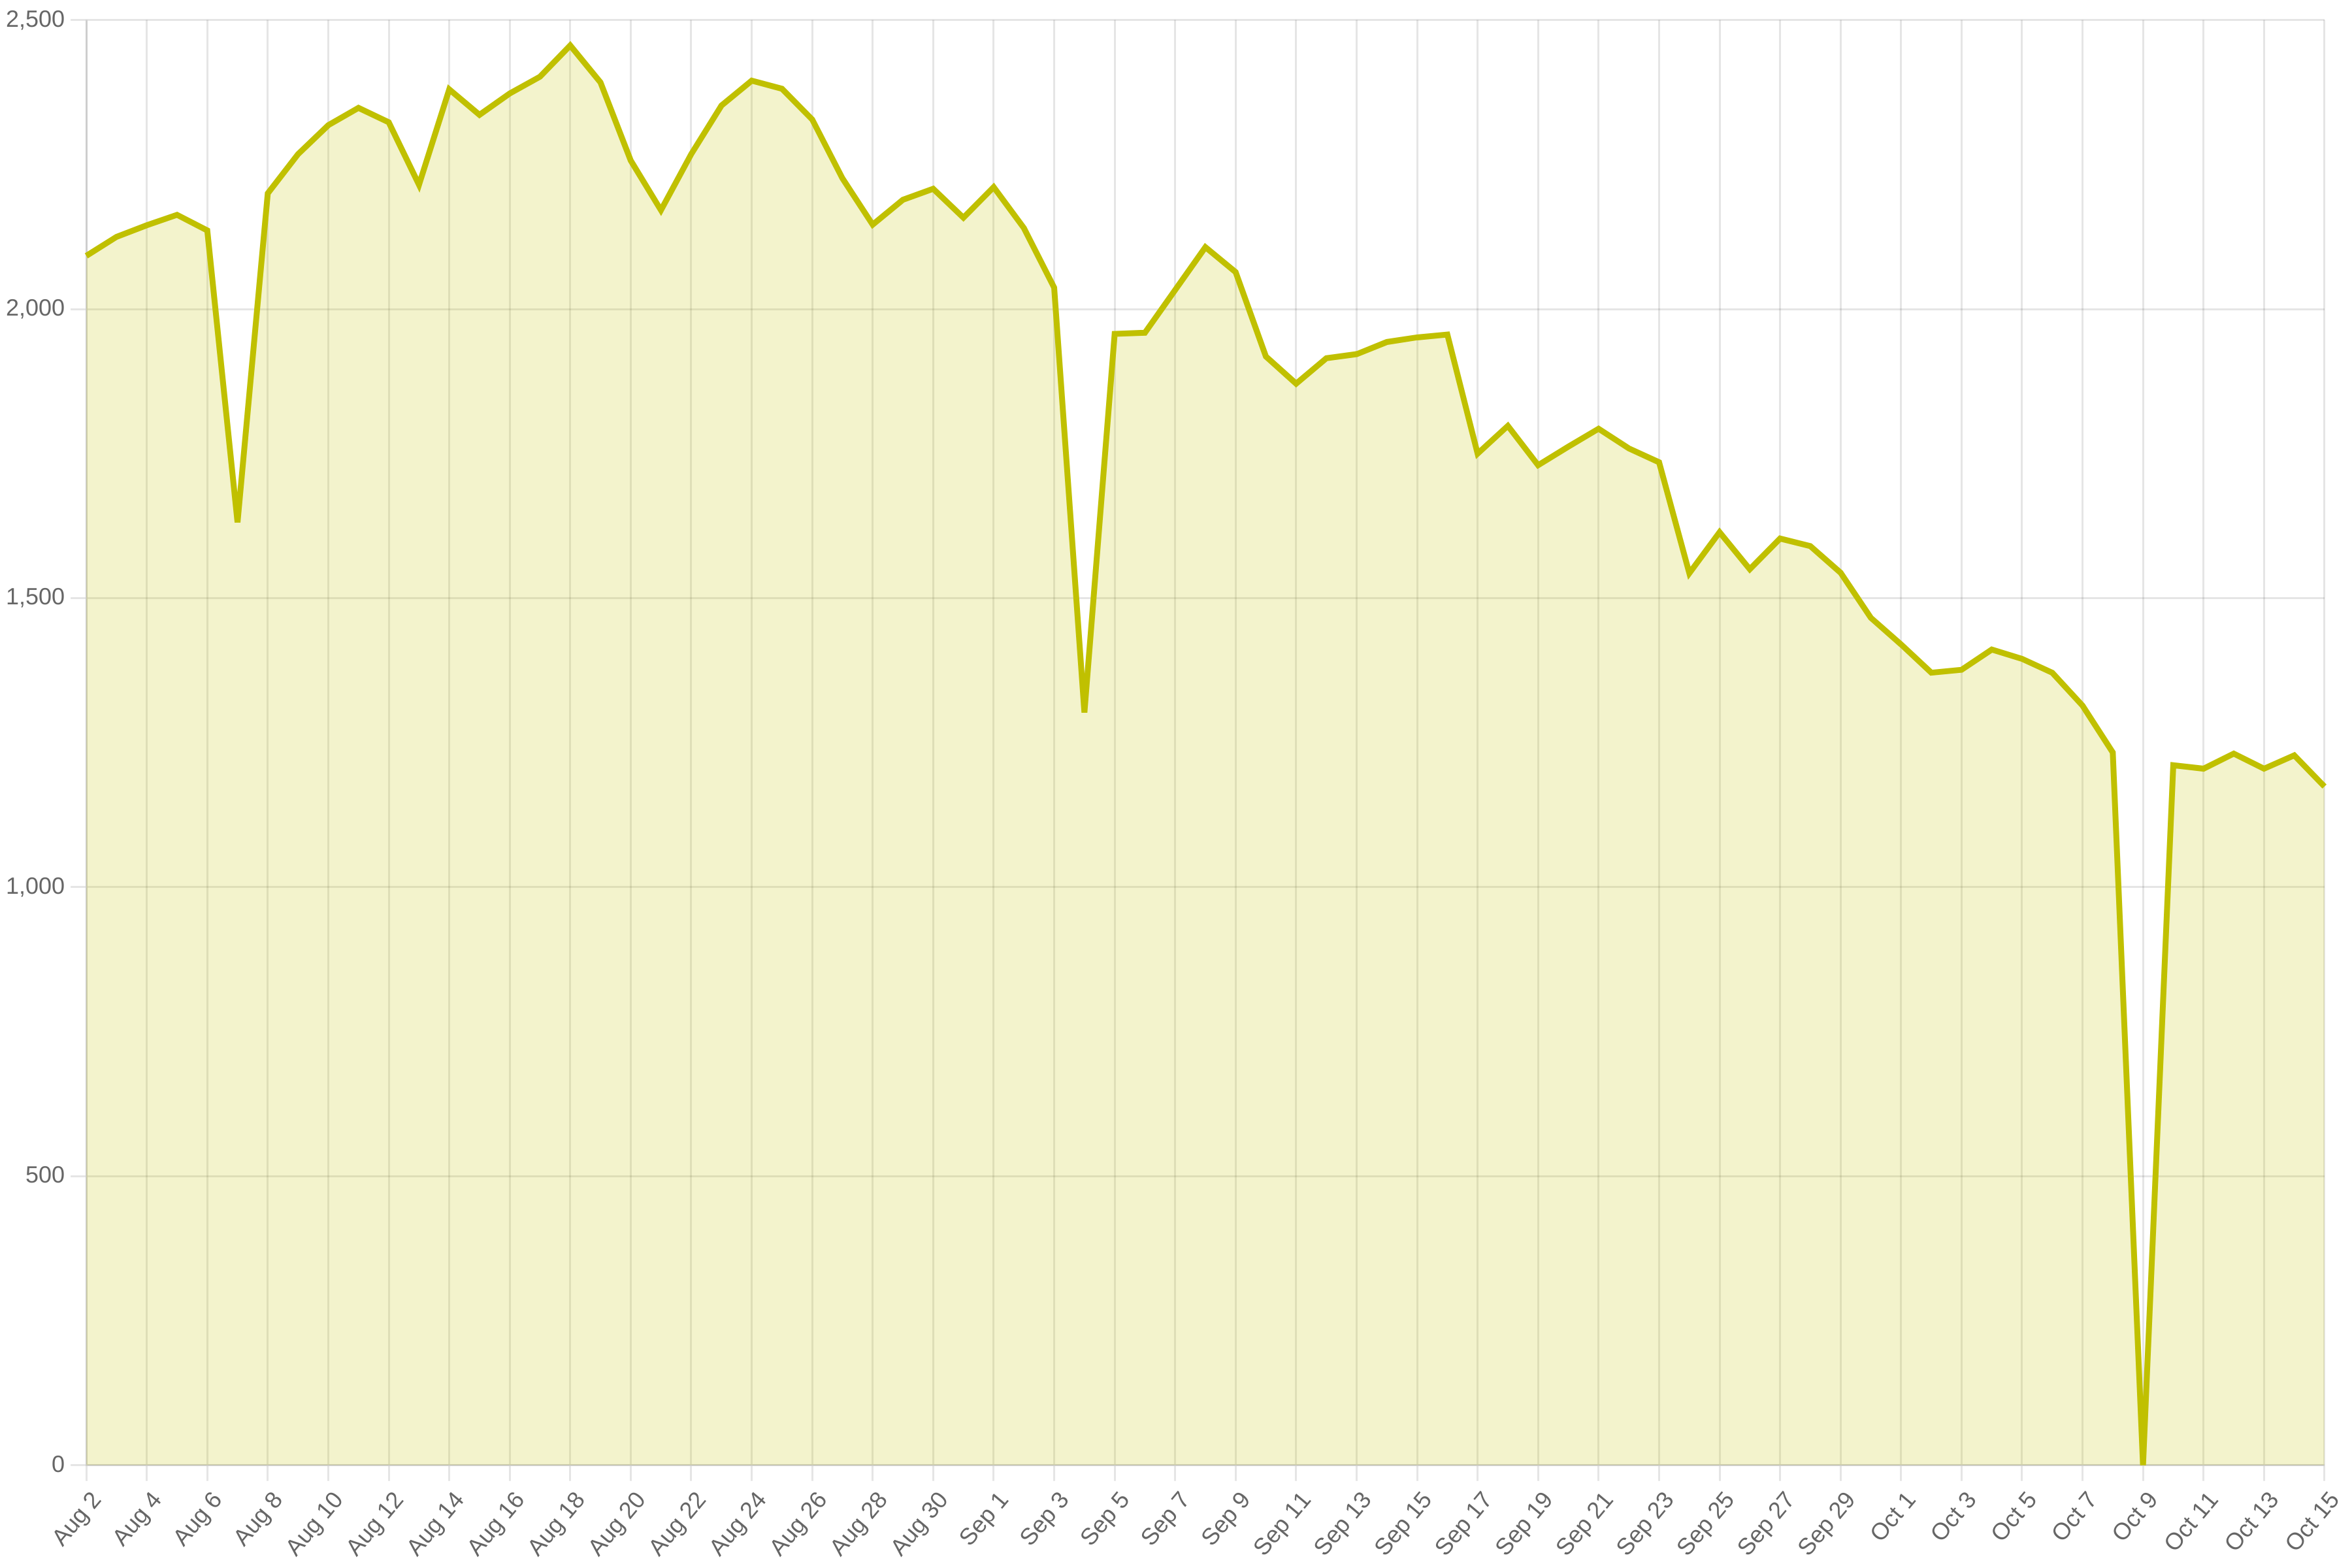 2,500
2,000
1,500
1,000
500
0
Aug 2
Aug 4
Aug 6
Aug 8
Aug 10
Aug 12
Aug 14
Aug 16
Aug 18
Aug 20
Aug 22
Aug 24
Aug 26
Aug 28
Aug 30
Sep 1
Sep 3
Sep 5
Sep 7
Sep 9
Sep 11
Sep 13
Sep 15
Sep 17
Sep 19
Sep 21
Sep 23
Sep 25
Sep 27
Sep 29
Oct 1
Oct 3
Oct 5
Oct 7
Oct 9
Oct 11
Oct 13
Oct 15